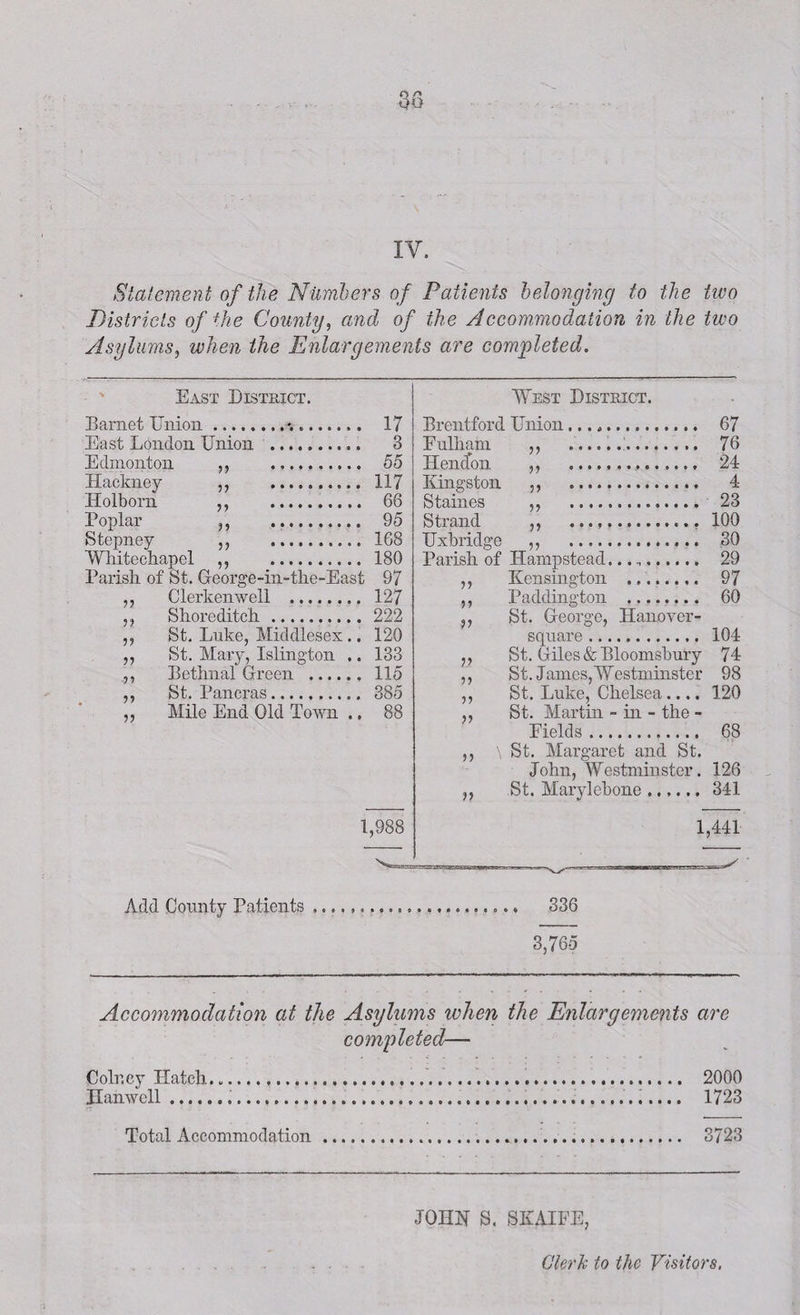 36
IV.
Statement of the Numbers of Patients belonging to the two
Districts of the County, and of the Accommodation in the two
Asylums, when the Enlargements are completed.
EAST DISTRICT.
Barnet Union .............. 17
East London Union .......... 3
Edmonton „ .......... 55
Hackney „ .......... 117
Holborn „ .......... 66
Poplar „ .......... 95
Stepney „ .......... 168
Whitechapel „ .......... 180
Parish of St. George-in-the-East 97
„ Clerkenwell ........ 127
„ Shoreditch .......... 222
„ St. Luke, Middlesex.. 120
„ St. Mary, Islington .. 133
„ Bethnal Green ...... 115
„ St. Pancras.......... 385
„ Mile End Old Town .. 88
1,988
WEST DISTRICT.
Brentford Union.............. 67
Fulham „ .............. 76
Hendon „ .............. 24
Kingston „ .............. 4
Staines „ .............. 23
Strand „ .............. 100
Uxbridge „ .............. 30
Parish of Hampstead.......... 29
„ Kensington ........ 97
„ Paddington ........ 60
„ St. George, Hanover-
square............ 104
„ St. Giles & Bloomsbury 74
„ St. James, Westminster 98
„ St. Luke, Chelsea.... 120
„ St. Martin - in - the -
Fields ............ 68
„ \ St. Margaret and St.
John, Westminster. 126
„ St. Marylebone ...... 341
1,441
Add County Patients ...................... 336
3,765
Accommodation at the Asylums when the Enlargements are
completed—
Colney Hatch.................................................. 2000
Hanwell ...................................................... 1723
Total Accommodation ...................................... 3723
JOHN S. SKAIFE,
Clerk to the Visitors.